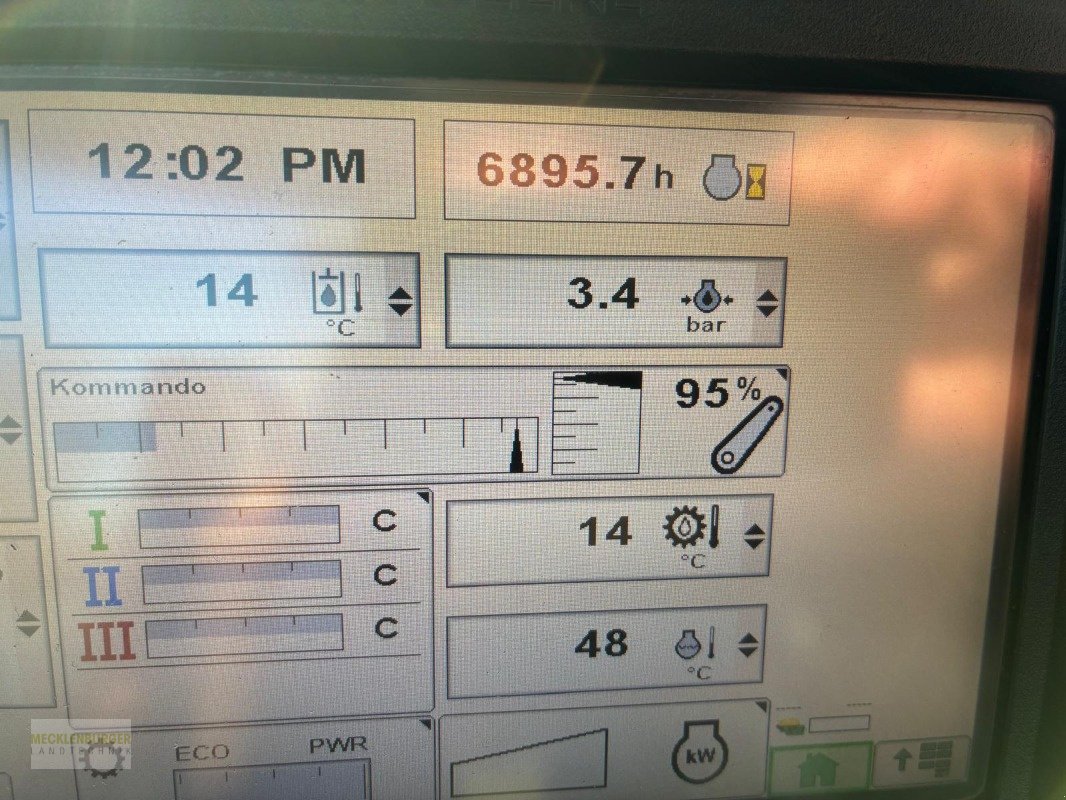 12:02 PM
6895.7 h
14
°C
3.4
bar
Kommando
95%
I C
II C
III C
14
°C
48
°C
ECO PWR
kW
MECKLENBURGER
LANDTECHNIK